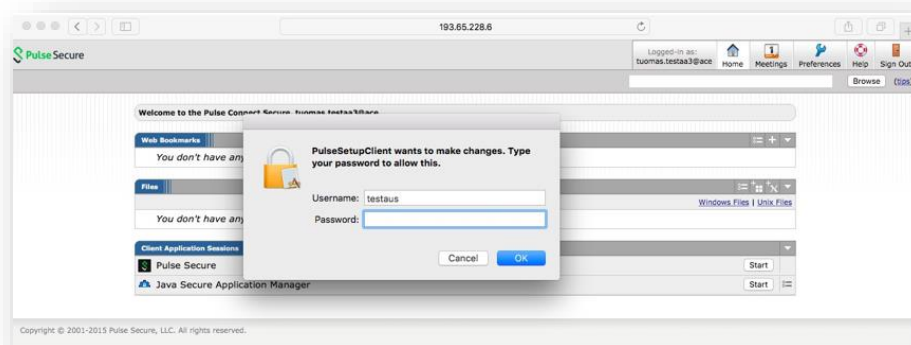 193.65.228.6
Pulse Secure
Logged-in as:
tuomas.testaa3@ace
Home
Meetings
Preferences
Help
Sign Out
Browse
(tips)
Welcome to the Pulse Connect Secure, tuomas.testaa3@ace
Web Bookmarks
You don't have any
Files
Windows Files | Unix Files
You don't have any
Client Application Sessions
Pulse Secure
Start
Java Secure Application Manager
Start
PulseSetupClient wants to make changes. Type
your password to allow this.
Username: testaus
Password:
Cancel
OK
Copyright © 2001-2015 Pulse Secure, LLC. All rights reserved.